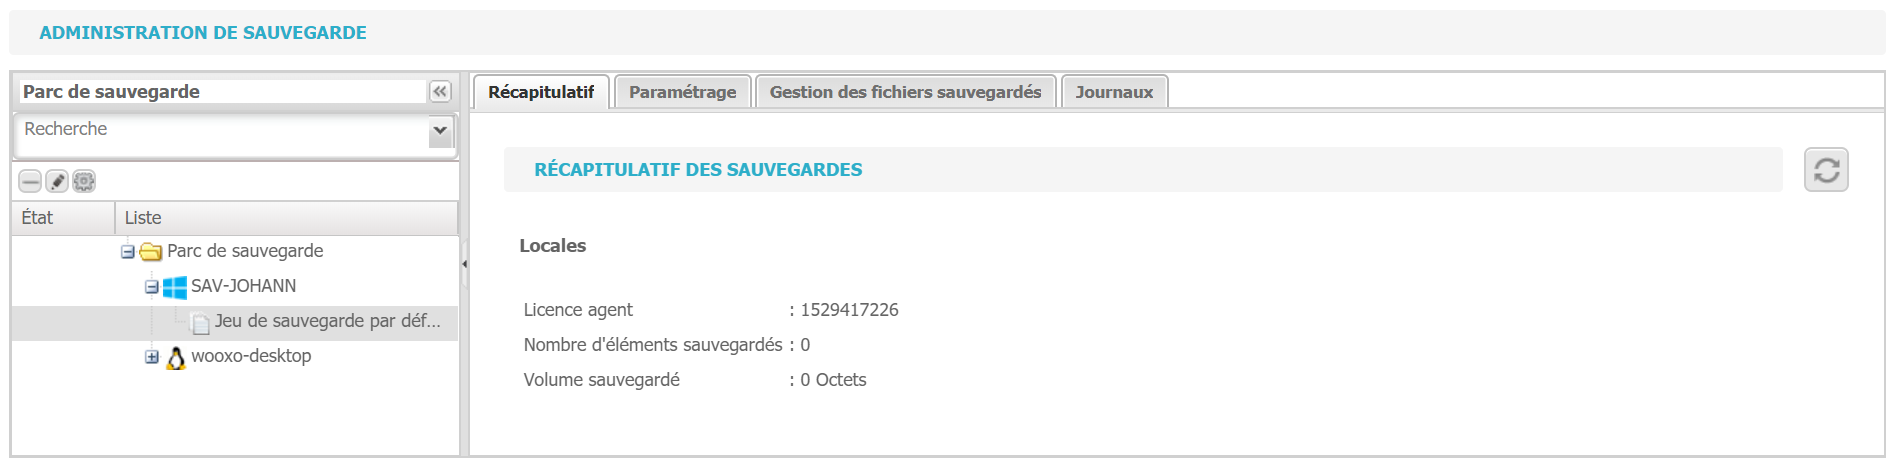 ADMINISTRATION DE SAUVEGARDE
Parc de sauvegarde
Recherche
État Liste
Parc de sauvegarde
SAV-JOHANN
Jeu de sauvegarde par déf...
wooxo-desktop
Récapitulatif Paramétrage Gestion des fichiers sauvegardés Journaux
RÉCAPITULATIF DES SAUVEGARDES
Locales
Licence agent : 1529417226
Nombre d'éléments sauvegardés : 0
Volume sauvegardé : 0 Octets